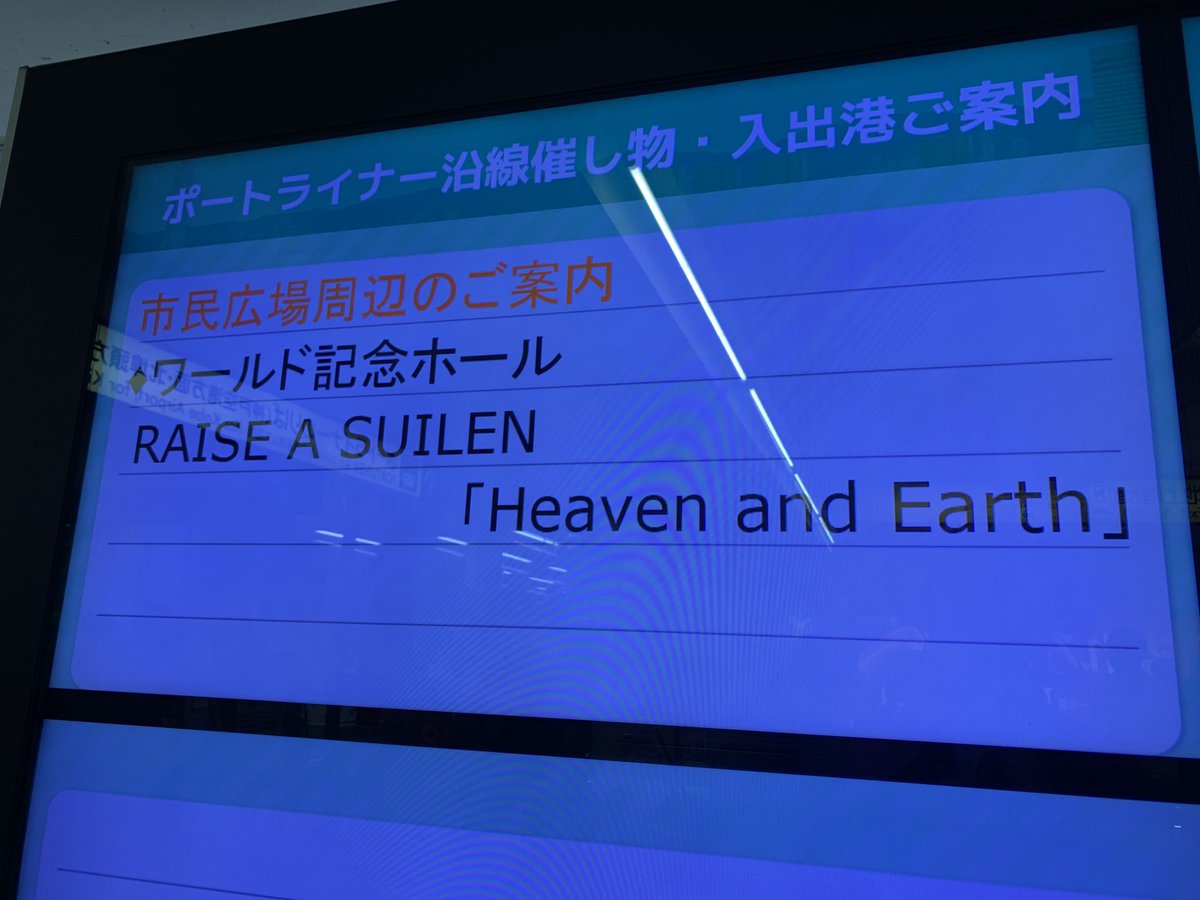 ポートライナー沿線催し物・入出港ご案内
市民広場周辺のご案内
♦ワールド記念ホール
RAISE A SUILEN
「Heaven and Earth」